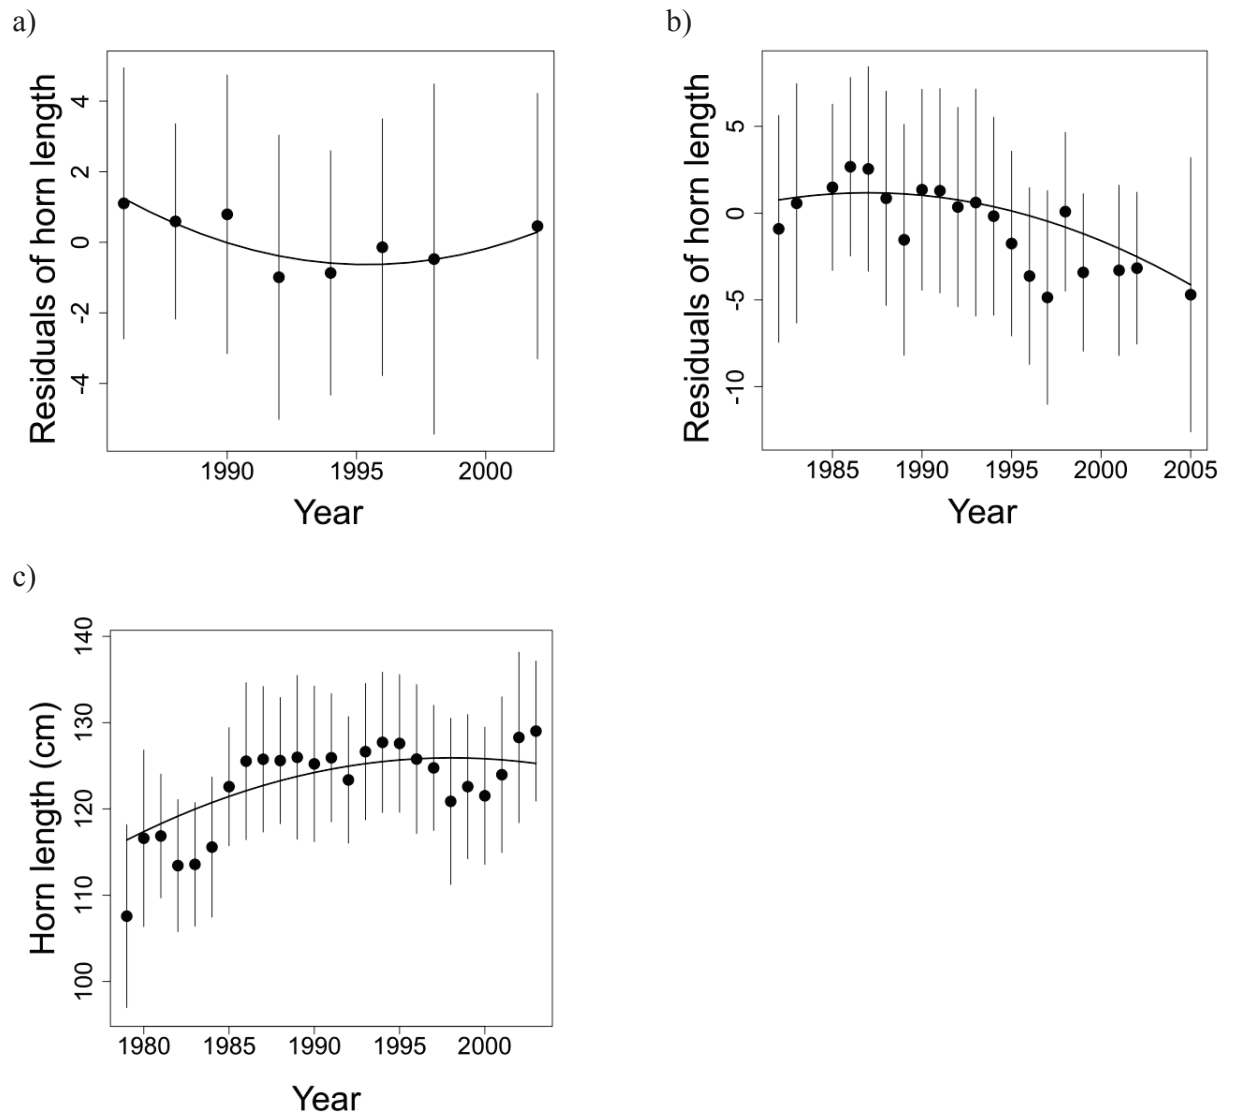 a)
Residuals of horn length
4
2
0
-2
-4
1990 1995 2000
Year
b)
Residuals of horn length
5
0
-5
-10
1985 1990 1995 2000 2005
Year
c)
Horn length (cm)
140
130
120
110
100
1980 1985 1990 1995 2000
Year